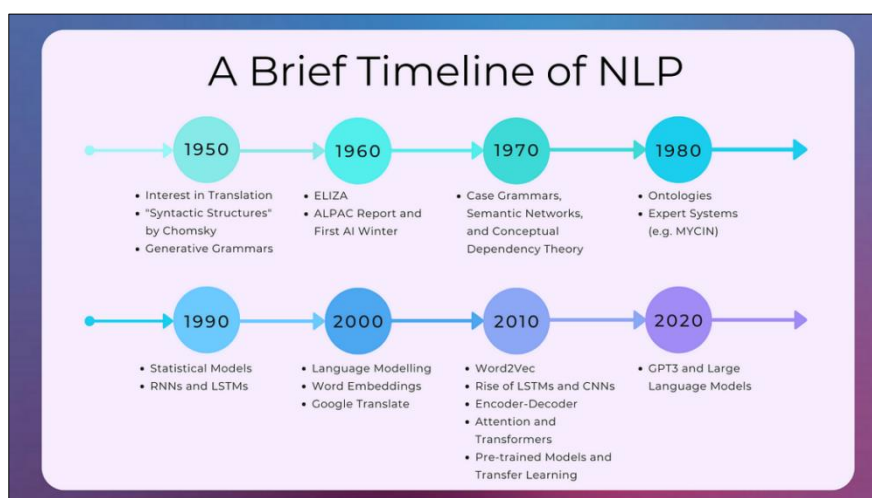 A Brief Timeline of NLP
1950
• Interest in Translation
• "Syntactic Structures"
by Chomsky
• Generative Grammars
1960
• ELIZA
• ALPAC Report and
First AI Winter
1970
• Case Grammars,
Semantic Networks,
and Conceptual
Dependency Theory
1980
• Ontologies
• Expert Systems
(e.g. MYCIN)
1990
• Statistical Models
• RNNs and LSTMs
2000
• Language Modelling
• Word Embeddings
• Google Translate
2010
• Word2Vec
• Rise of LSTMs and CNNs
• Encoder-Decoder
• Attention and
Transformers
• Pre-trained Models and
Transfer Learning
2020
• GPT3 and Large
Language Models